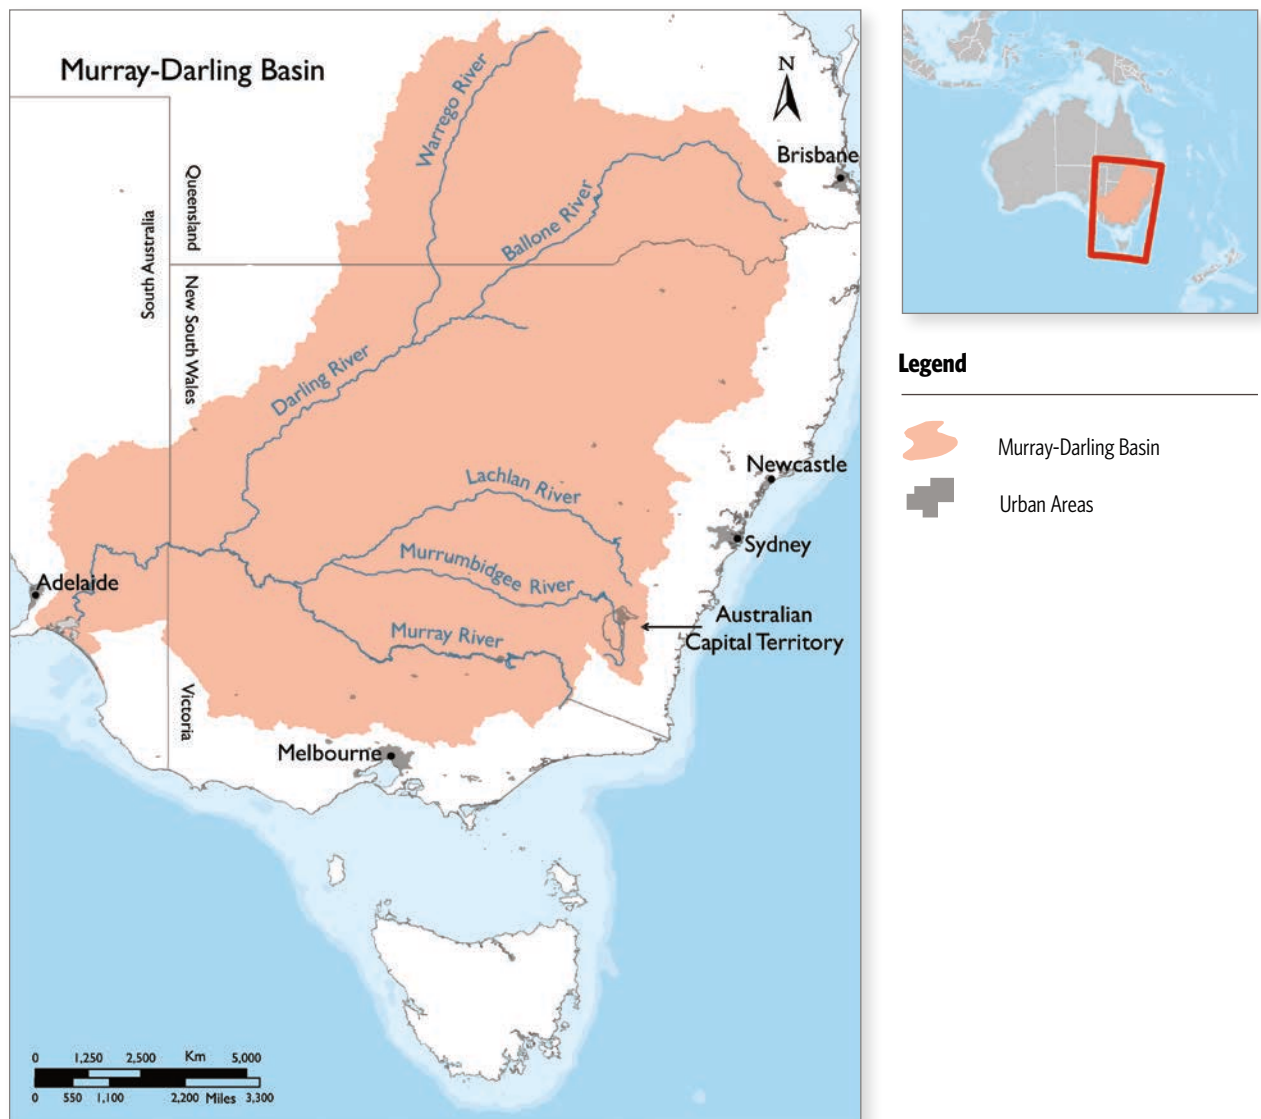 Murray-Darling Basin
N
Warrego River
Brisbane
Queensland
South Australia
Ballone River
New South Wales
Darling River
Legend
Murray-Darling Basin
Urban Areas
Newcastle
Lachlan River
Sydney
Murrumbidgee River
Adelaide
Australian
Capital Territory
Murray River
Victoria
Melbourne
0 1,250 2,500 Km 5,000
0 550 1,100 2,200 Miles 3,300